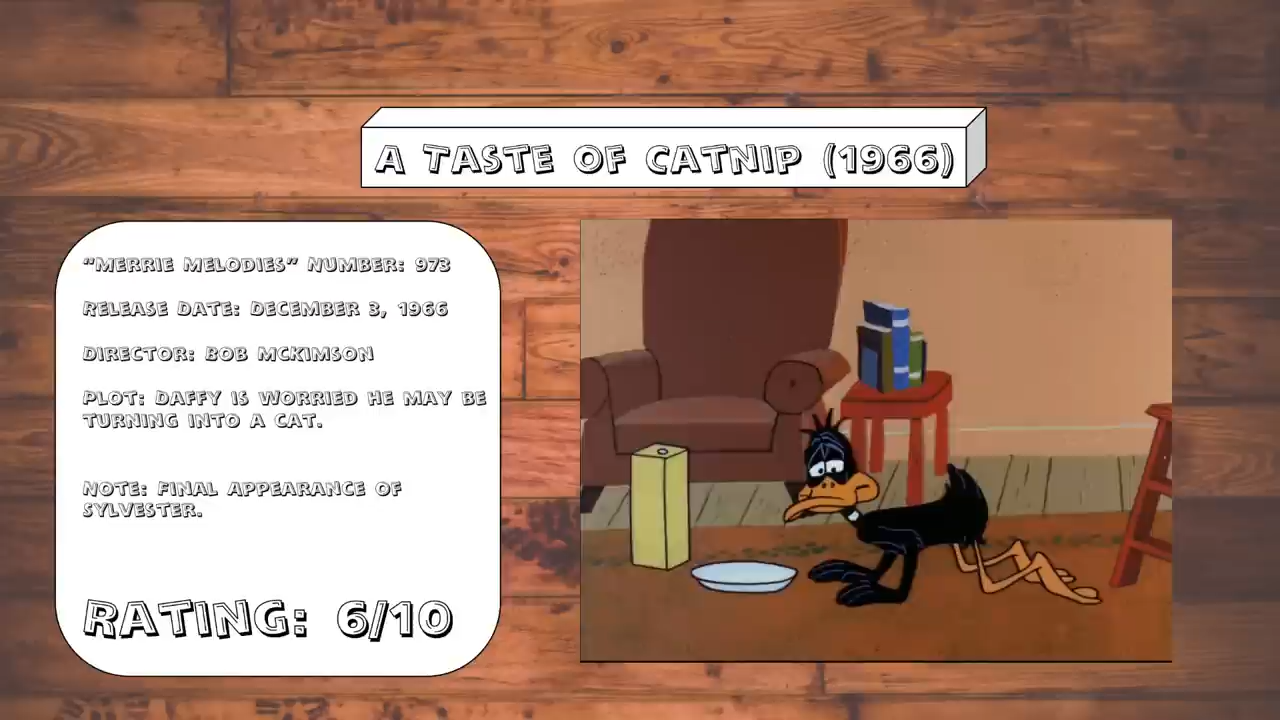 A TASTE OF CATNIP (1966)
"MERRIE MELODIES" NUMBER: 973
RELEASE DATE: DECEMBER 3, 1966
DIRECTOR: BOB MCKIMSON
PLOT: DAFFY IS WORRIED HE MAY BE
TURNING INTO A CAT.
NOTE: FINAL APPEARANCE OF
SYLVESTER.
RATING: 6/10